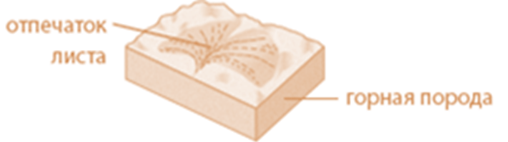 отпечаток
листа
горная порода